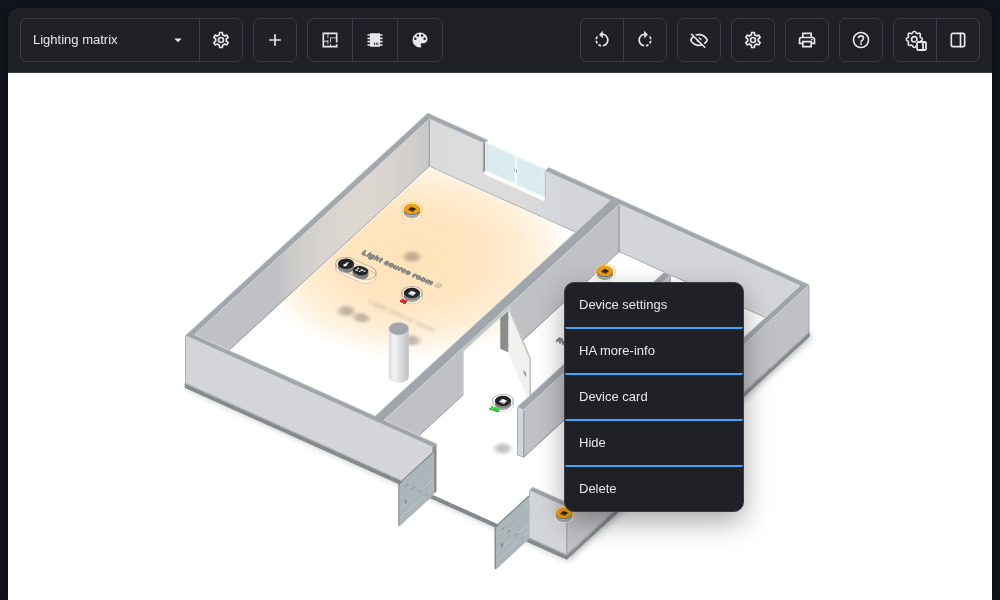 Lighting matrix
Light source room
Device settings
HA more-info
Device card
Hide
Delete